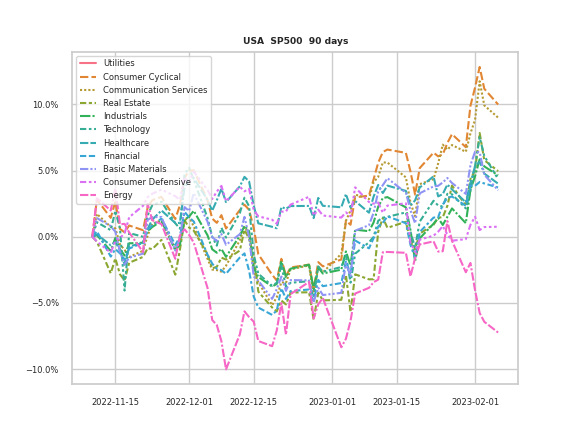 USA SP500 90 days
Utilities
Consumer Cyclical
Communication Services
Real Estate
Industrials
Technology
Healthcare
Financial
Basic Materials
Consumer Defensive
Energy
10.0%
5.0%
0.0%
−5.0%
−10.0%
2022-11-15 2022-12-01 2022-12-15 2023-01-01 2023-01-15 2023-02-01